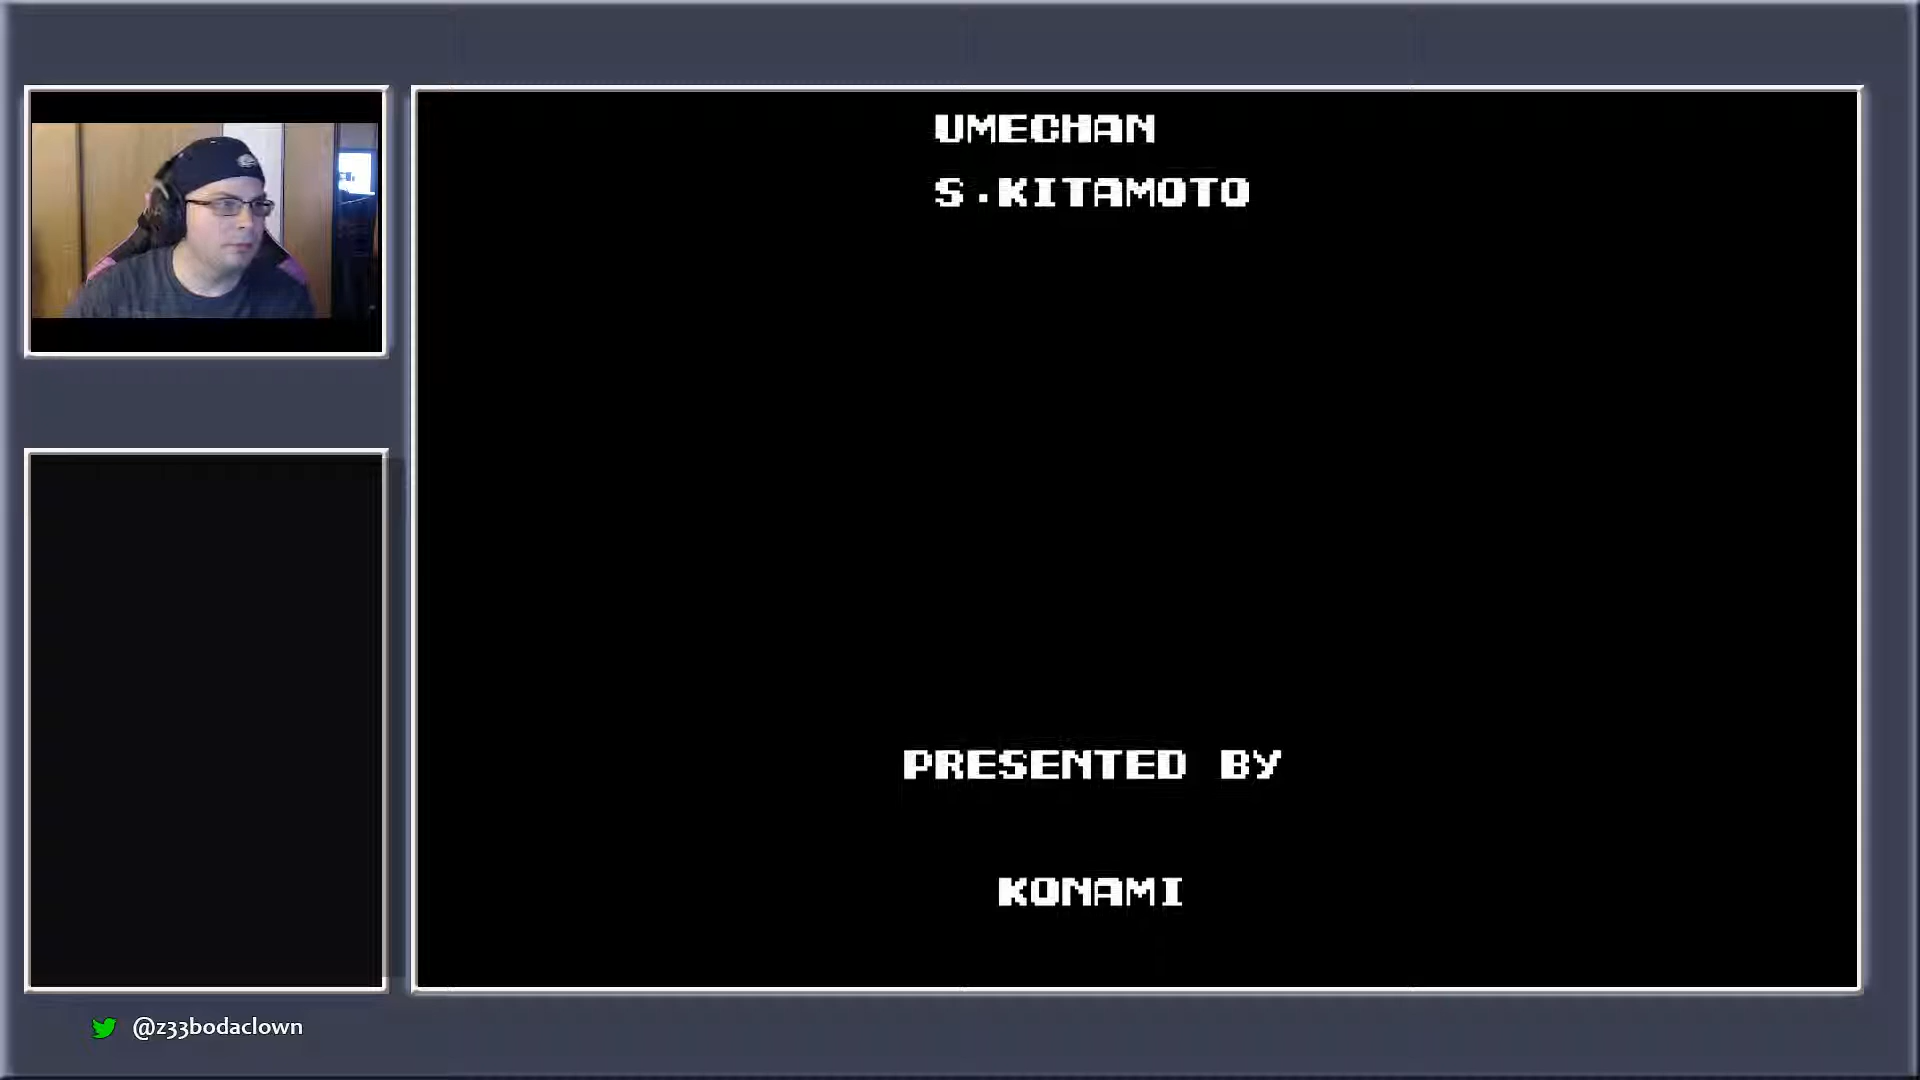 UMECHAN
S.KITAMOTO
PRESENTED BY
KONAMI
@z33bodaclown